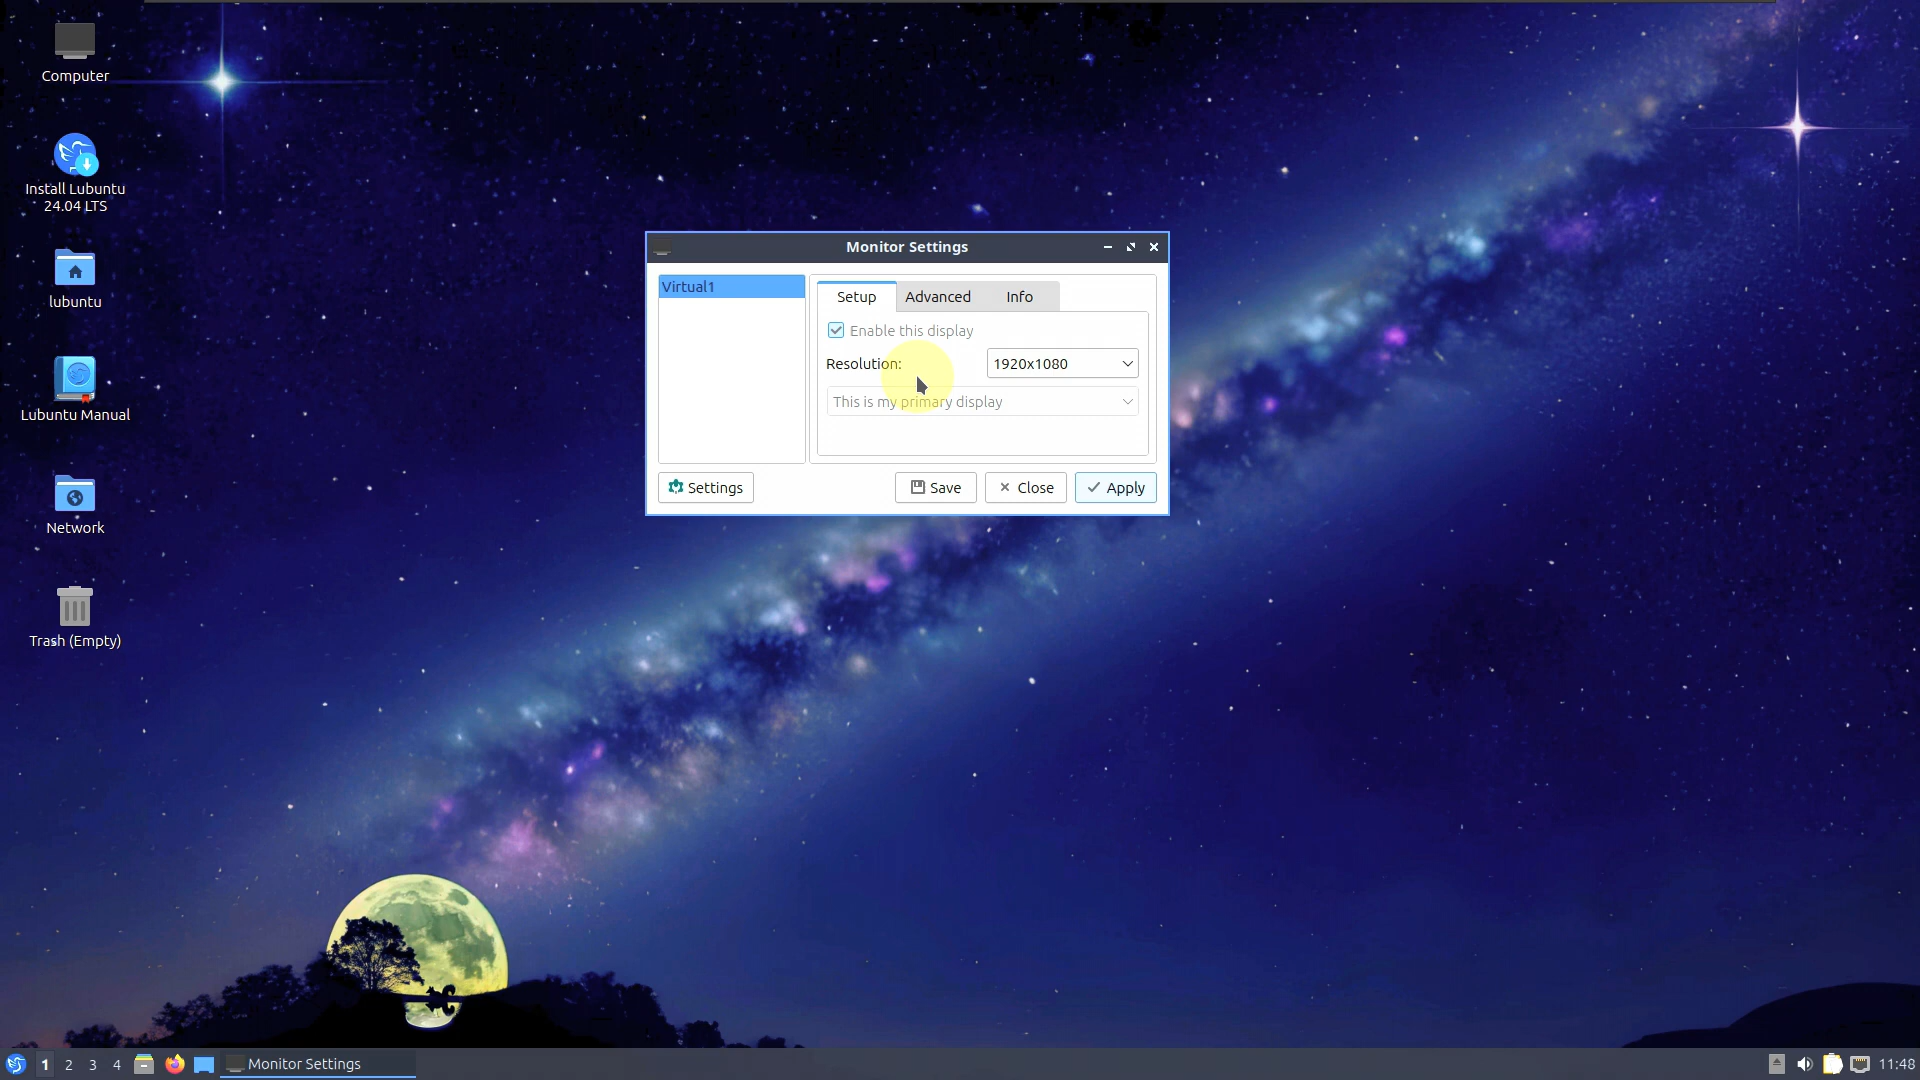 Computer
Install Lubuntu
24.04 LTS
lubuntu
Lubuntu Manual
Network
Trash (Empty)
Monitor Settings
Virtual1
Setup
Advanced
Info
Enable this display
Resolution:
1920x1080
This is my primary display
Settings
Save
Close
Apply
1 2 3 4
Monitor Settings
11:48